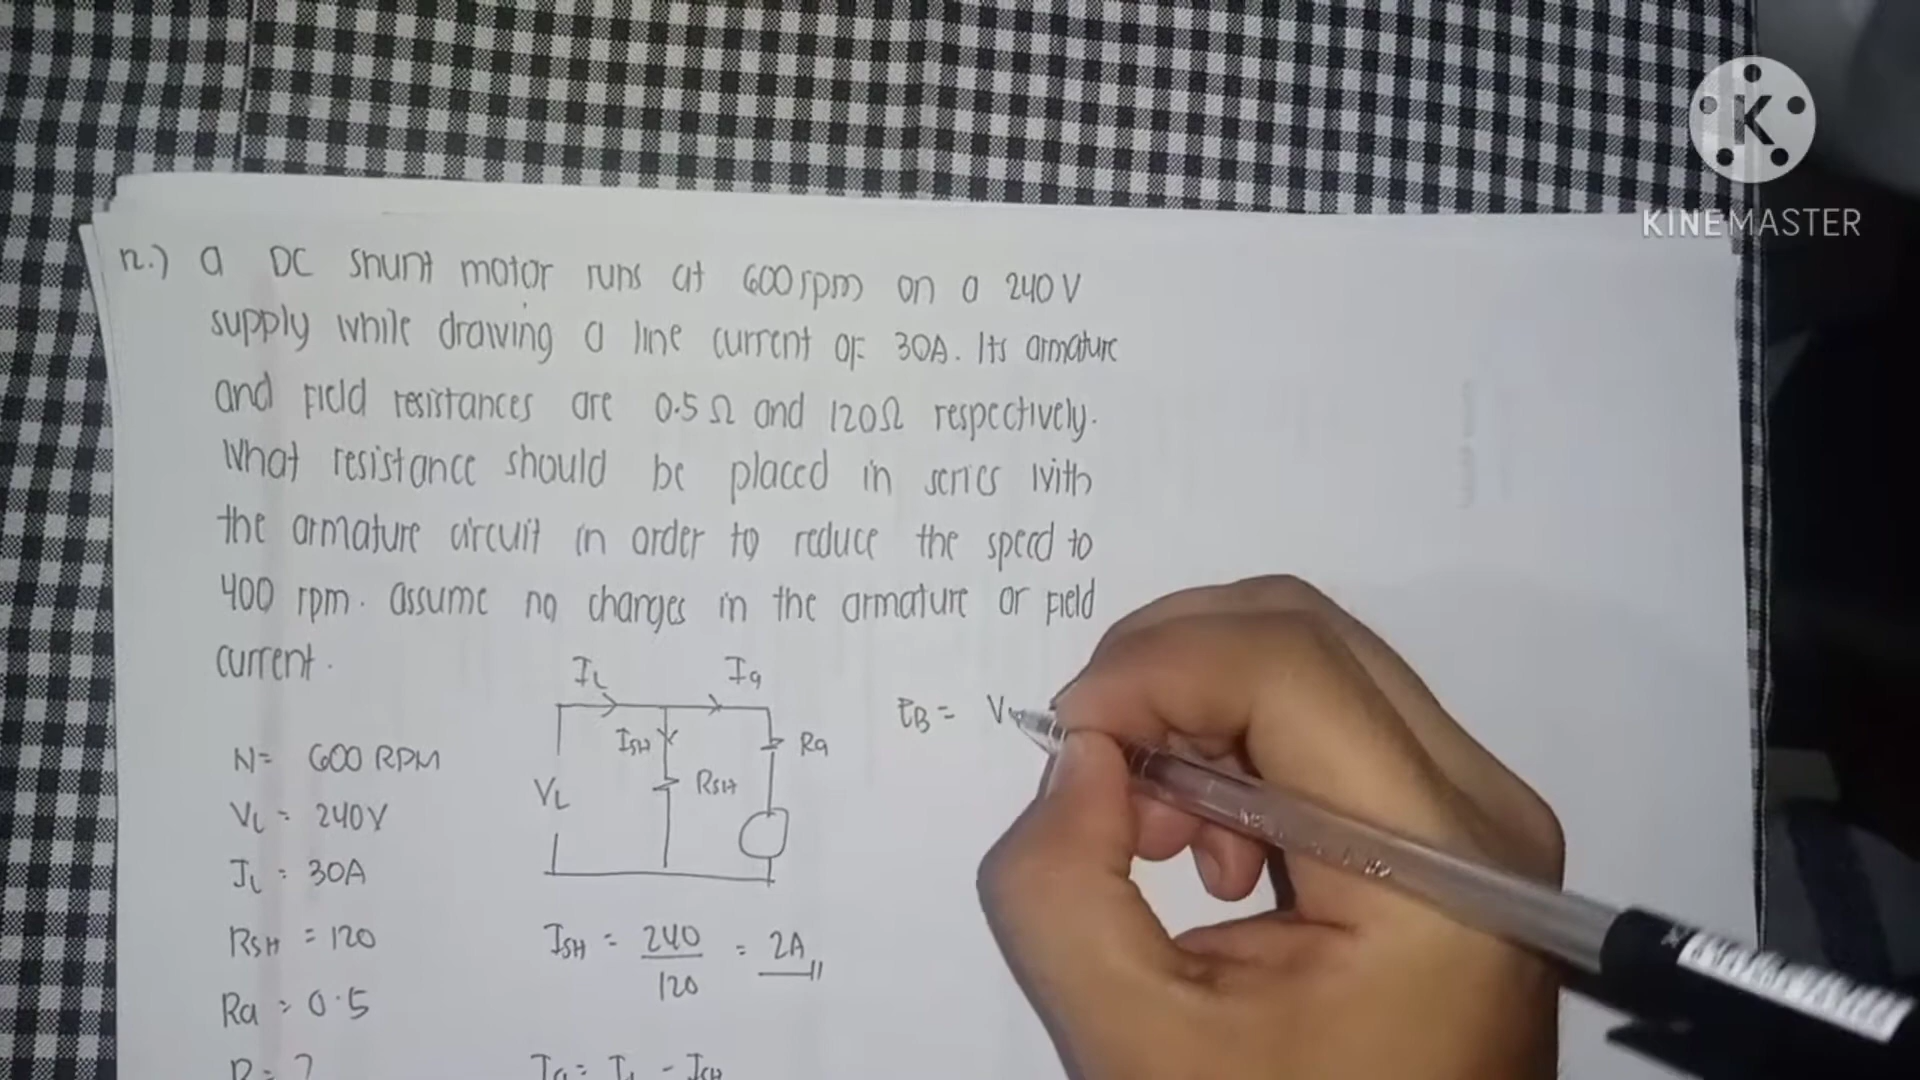 K
KINEMASTER
12.) a DC shunt motor runs at 600 rpm on a 240 V
supply while drawing a line current of 30A. Its armature
and field resistances are 0.5 Ω and 120Ω respectively.
What resistance should be placed in series with
the armature circuit in order to reduce the speed to
400 rpm. assume no changes in the armature or field
current.
IL Ia
ISH Ra
VL RSH
N= 600 RPM
VL = 240V
IL = 30A
RSH = 120
Ra = 0.5
R = ?
ISH = 240
120
= 2A
Ia = IL - ISH
EB = V